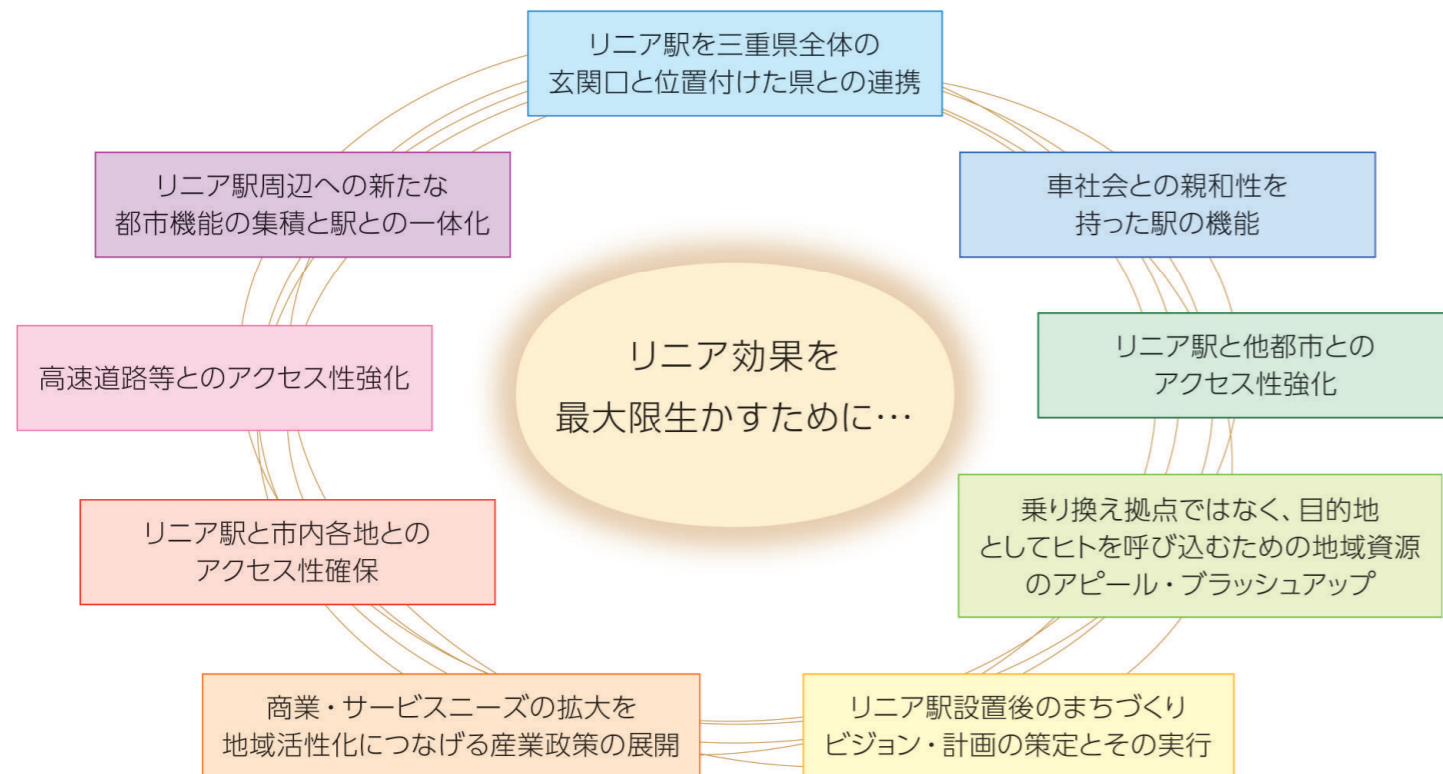 リニア駅を三重県全体の
玄関口と位置付けた県との連携
リニア駅周辺への新たな
都市機能の集積と駅との一体化
車社会との親和性を
持った駅の機能
高速道路等とのアクセス性強化
リニア効果を
最大限生かすために…
リニア駅と他都市との
アクセス性強化
リニア駅と市内各地との
アクセス性確保
乗り換え拠点ではなく、目的地
としてヒトを呼び込むための地域資源
のアピール・ブラッシュアップ
商業・サービスニーズの拡大を
地域活性化につなげる産業政策の展開
リニア駅設置後のまちづくり
ビジョン・計画の策定とその実行